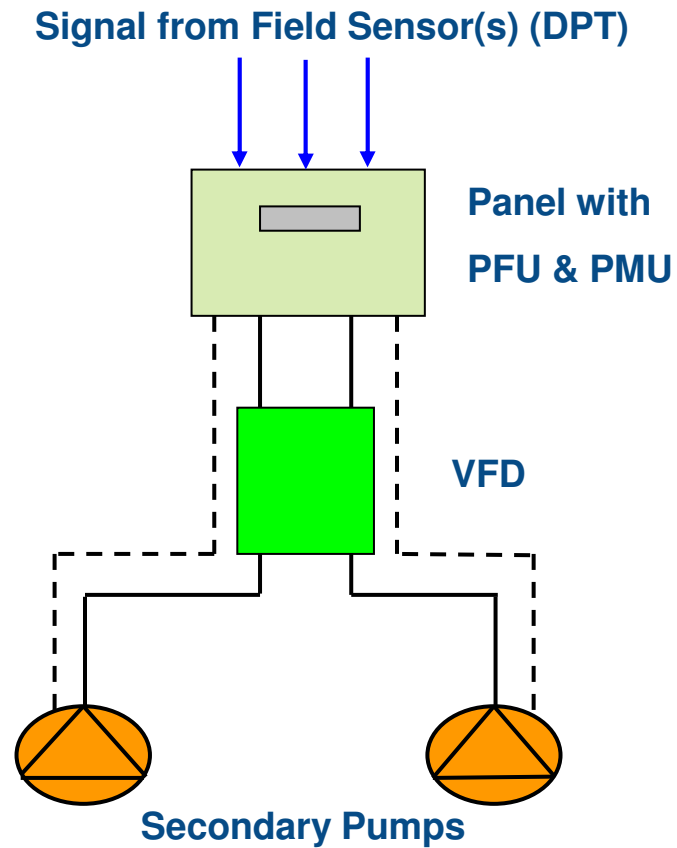 Signal from Field Sensor(s) (DPT)
Panel with
PFU & PMU
VFD
Secondary Pumps